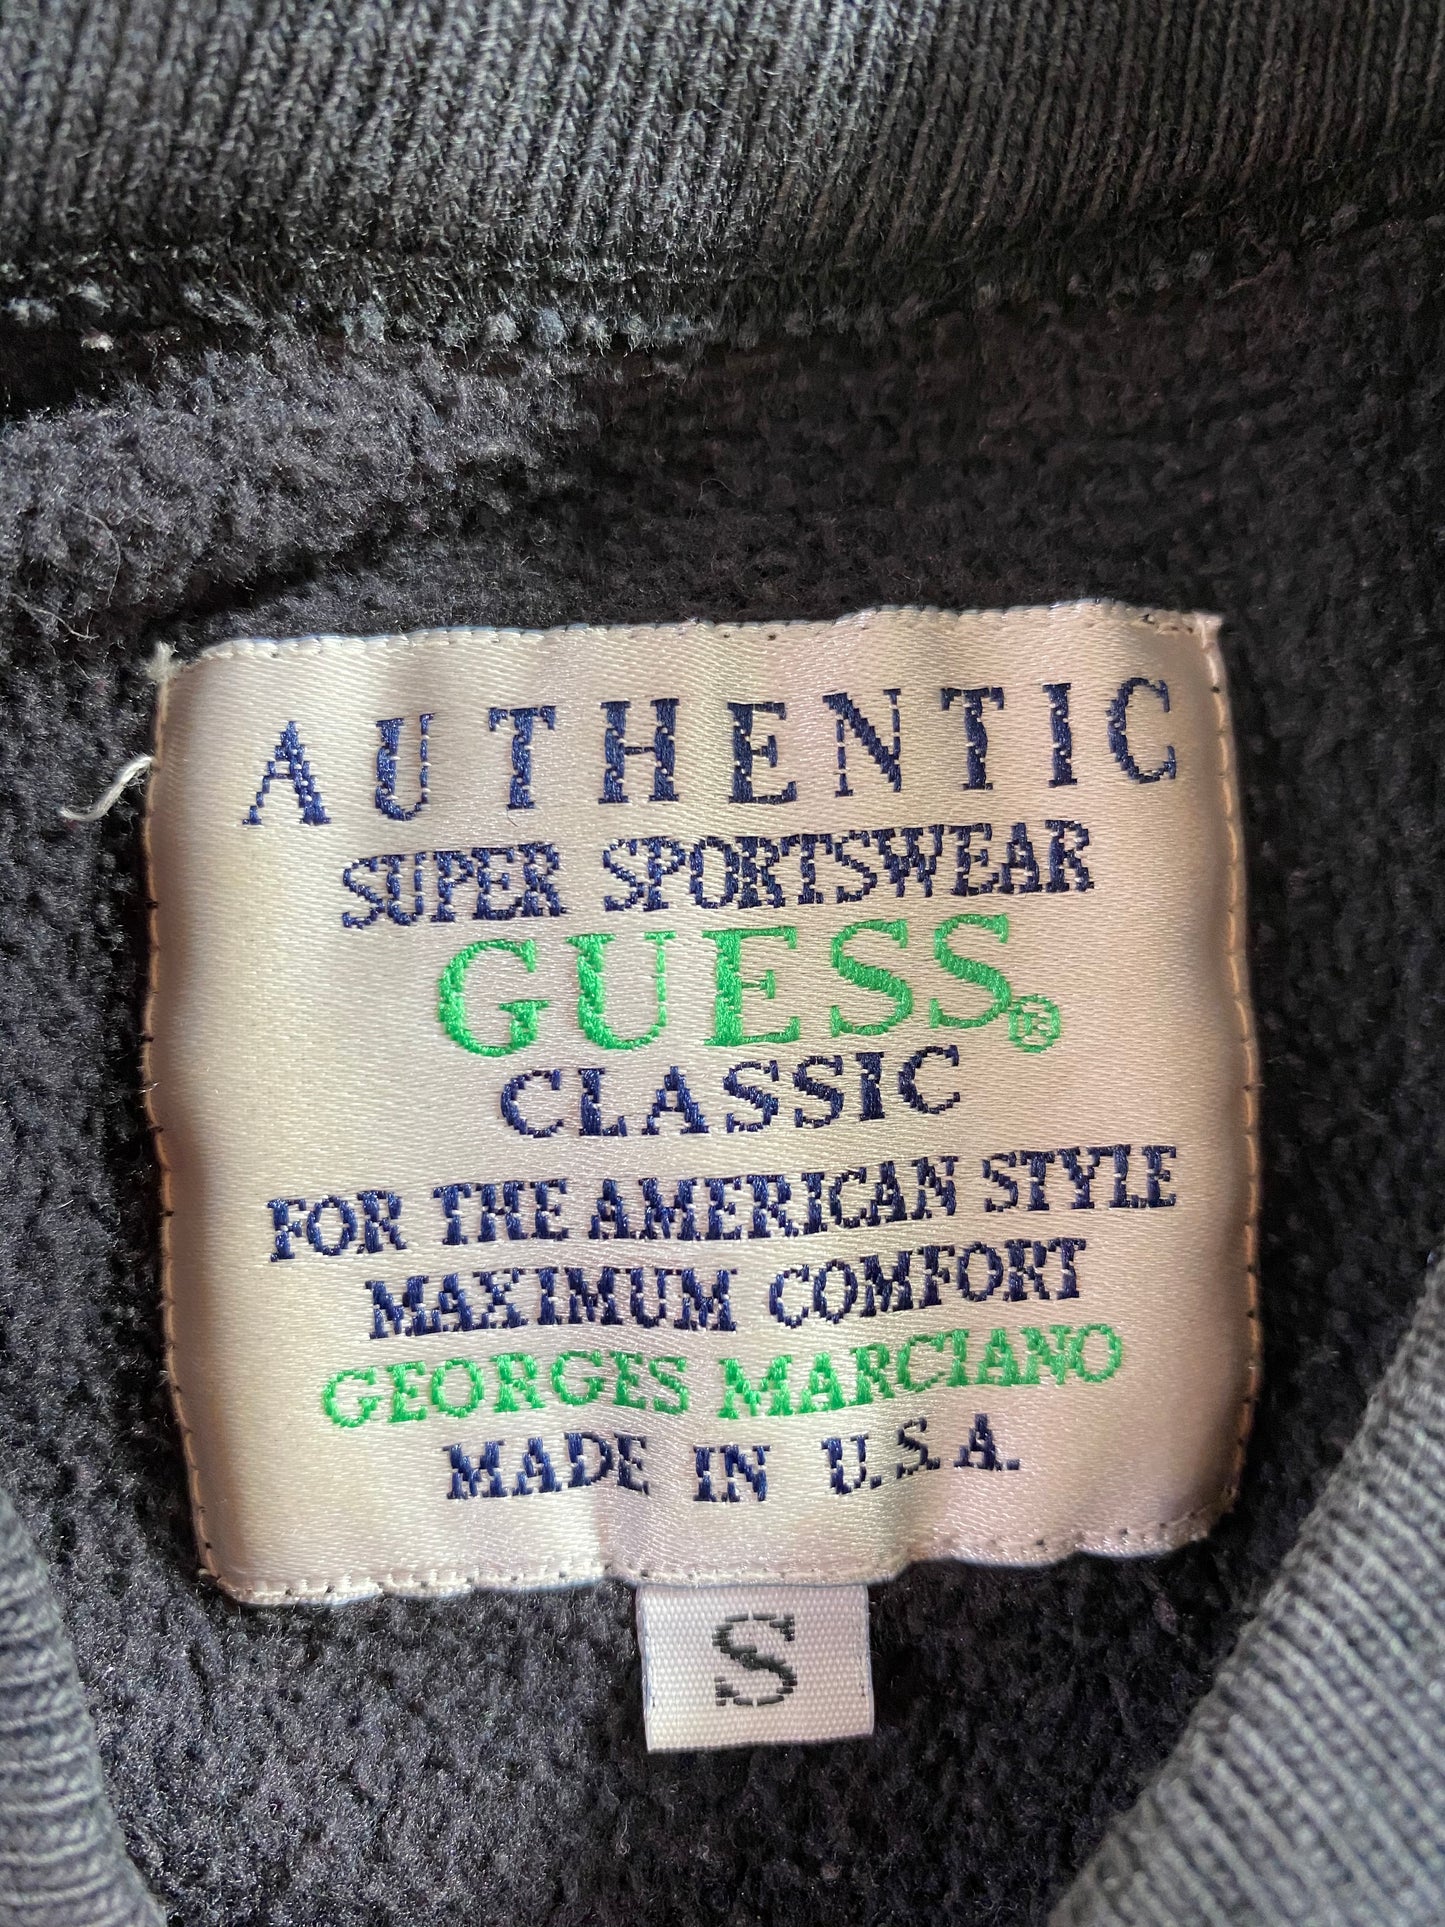 AUTHENTIC
SUPER SPORTSWEAR
GUESS®
CLASSIC
FOR THE AMERICAN STYLE
MAXIMUM COMFORT
GEORGES MARCIANO
MADE IN U.S.A.
S